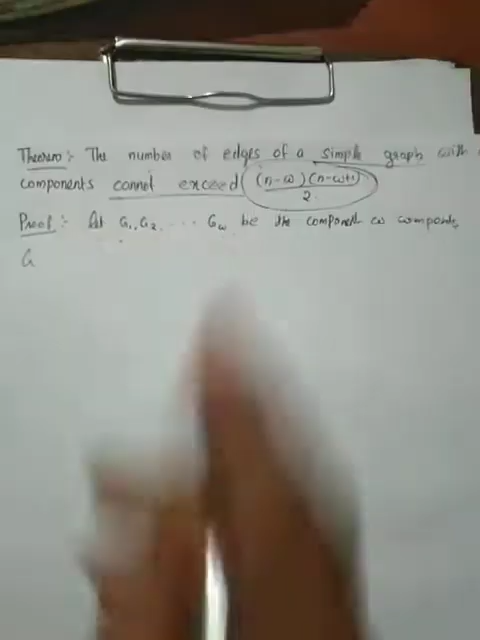 Theorem :- The number of edges of a simple graph with
components cannot exceed (n-ω)(n-ω+1)/2
Proof :- Let G₁, G₂, ... Gω be the component ω components
G